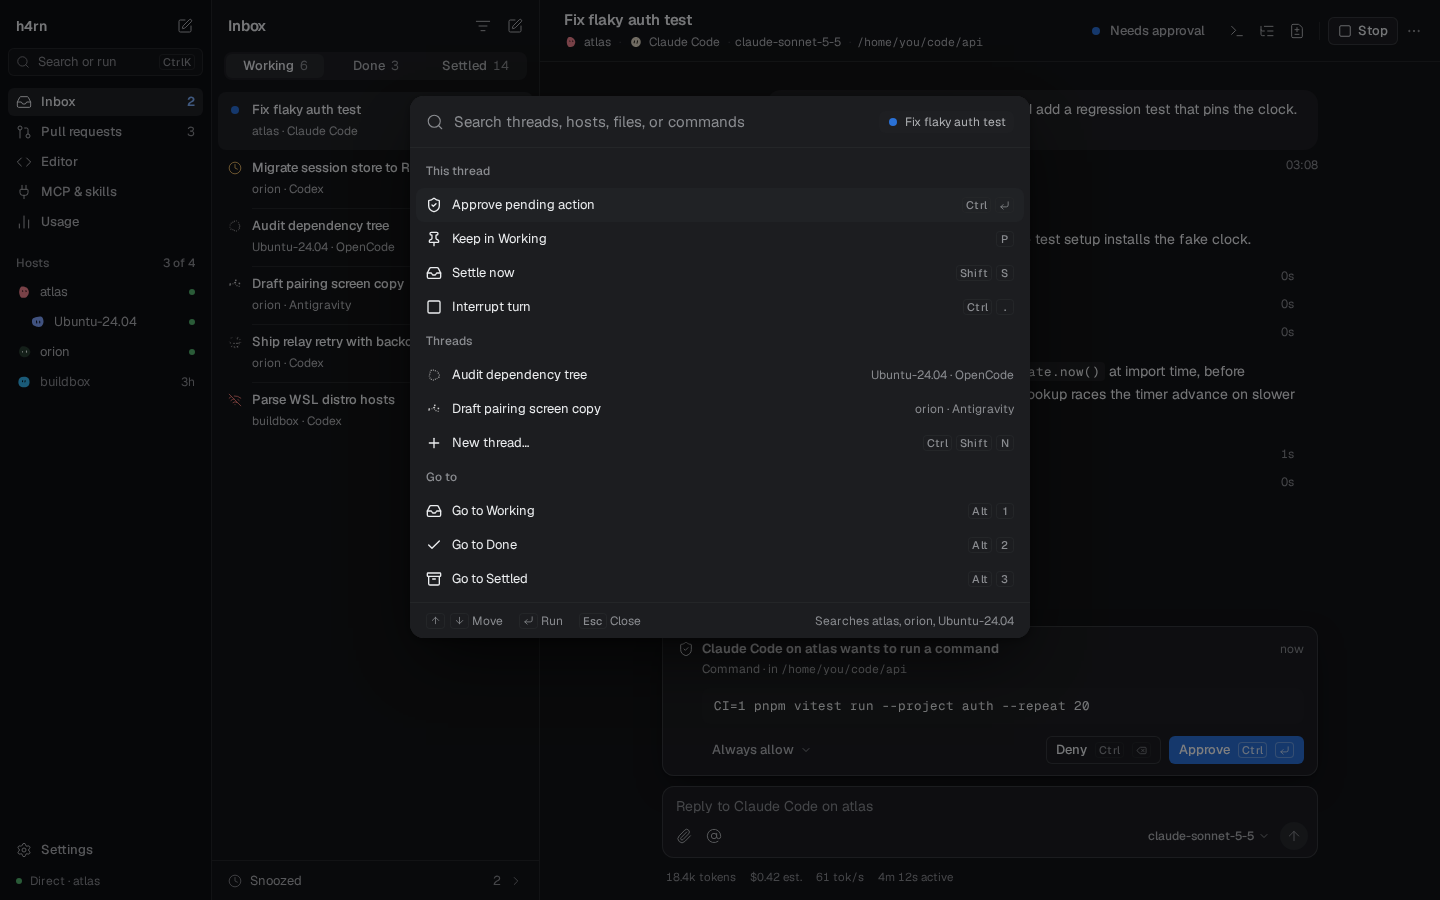 h4rn
Search or run CtrlK
Inbox 2
Pull requests 3
Editor
MCP & skills
Usage
Hosts 3 of 4
atlas
Ubuntu-24.04
orion
buildbox 3h
Settings
Direct · atlas
Inbox
Working 6 Done 3 Settled 14
Fix flaky auth test
atlas · Claude Code
Migrate session store to R
orion · Codex
Audit dependency tree
Ubuntu-24.04 · OpenCode
Draft pairing screen copy
orion · Antigravity
Ship relay retry with backo
orion · Codex
Parse WSL distro hosts
buildbox · Codex
Snoozed 2
Fix flaky auth test
atlas · Claude Code · claude-sonnet-5-5 · /home/you/code/api
Needs approval
Stop
add a regression test that pins the clock.
03:08
test setup installs the fake clock.
0s
0s
0s
ate.now() at import time, before
ookup races the timer advance on slower
1s
0s
Search threads, hosts, files, or commands Fix flaky auth test
This thread
Approve pending action Ctrl ↵
Keep in Working P
Settle now Shift S
Interrupt turn Ctrl .
Threads
Audit dependency tree Ubuntu-24.04 · OpenCode
Draft pairing screen copy orion · Antigravity
New thread… Ctrl Shift N
Go to
Go to Working Alt 1
Go to Done Alt 2
Go to Settled Alt 3
↑ ↓ Move ↵ Run Esc Close Searches atlas, orion, Ubuntu-24.04
Claude Code on atlas wants to run a command now
Command · in /home/you/code/api
CI=1 pnpm vitest run --project auth --repeat 20
Always allow Deny Ctrl ⌫ Approve Ctrl ↵
Reply to Claude Code on atlas
claude-sonnet-5-5
18.4k tokens $0.42 est. 61 tok/s 4m 12s active